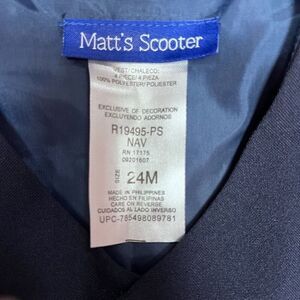 Matt's Scooter
VEST/CHALECO:
4 PIECE/4 PIEZA
100% POLYESTER/POLIESTER
EXCLUSIVE OF DECORATION
EXCLUYENDO ADORNOS
R19495-PS
NAV
RN 17175
09201607
SIZE 24M
MADE IN PHILIPPINES
HECHO EN FILIPINAS
CARE ON REVERSE
CUIDADOS AL LADO INVERSO
UPC-785498089781